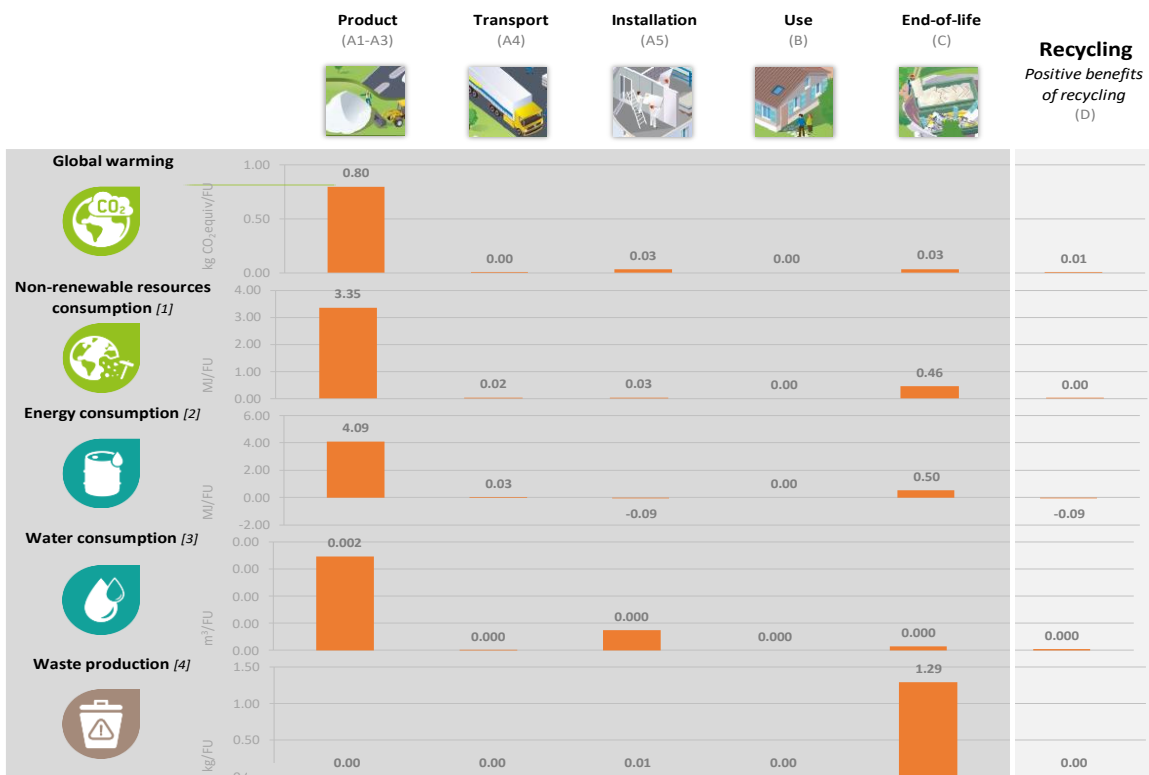 Product
(A1-A3)
Transport
(A4)
Installation
(A5)
Use
(B)
End-of-life
(C)
Recycling
Positive benefits
of recycling
(D)
Global warming
CO₂
kg CO₂equiv/FU
1.00
0.50
0.00
0.80
0.00
0.03
0.00
0.03
0.01
Non-renewable resources
consumption [1]
MJ/FU
4.00
3.00
2.00
1.00
0.00
3.35
0.02
0.03
0.00
0.46
0.00
Energy consumption [2]
MJ/FU
6.00
4.00
2.00
0.00
-2.00
4.09
0.03
-0.09
0.00
0.50
-0.09
Water consumption [3]
m³/FU
0.00
0.00
0.00
0.00
0.00
0.002
0.000
0.000
0.000
0.000
0.000
Waste production [4]
kg/FU
1.50
1.00
0.50
0.00
0.00
0.01
0.00
1.29
0.00